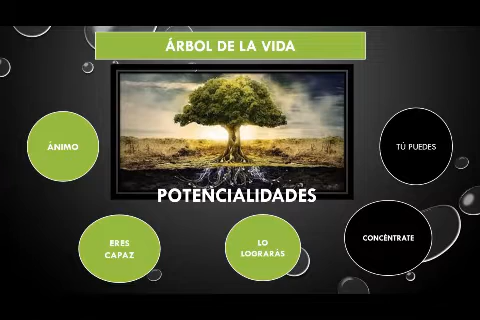 ÁRBOL DE LA VIDA
ÁNIMO
TÚ PUEDES
POTENCIALIDADES
ERES
CAPAZ
LO
LOGRARÁS
CONCÉNTRATE